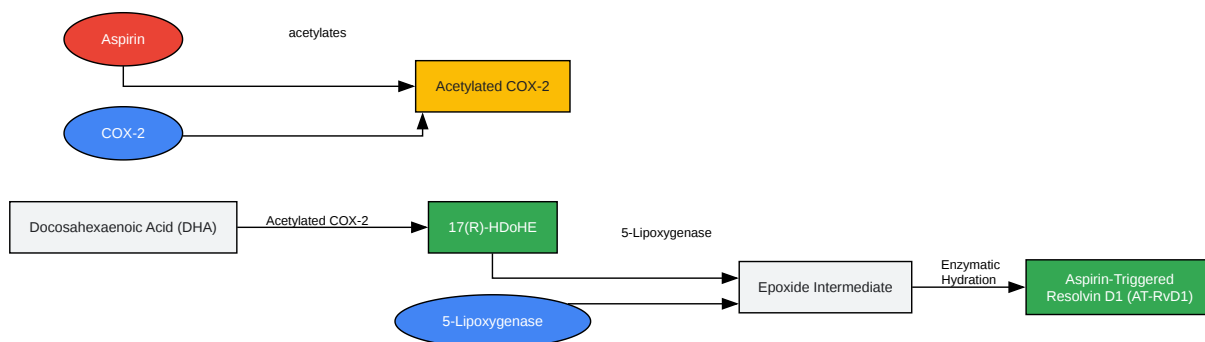 Aspirin
acetylates
Acetylated COX-2
COX-2
Docosahexaenoic Acid (DHA)
Acetylated COX-2
17(R)-HDoHE
5-Lipoxygenase
5-Lipoxygenase
Epoxide Intermediate
Enzymatic
Hydration
Aspirin-Triggered
Resolvin D1 (AT-RvD1)